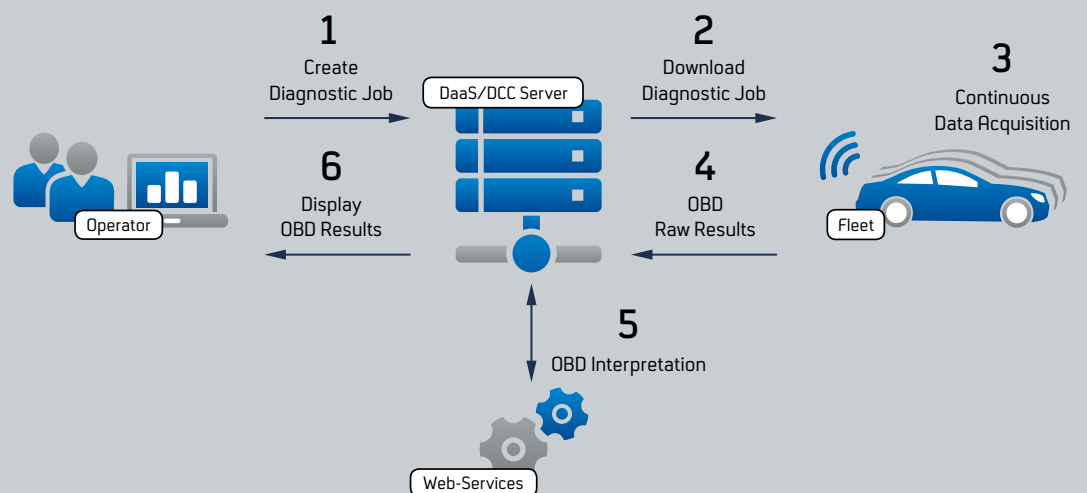 1
Create
Diagnostic Job
DaaS/DCC Server
2
Download
Diagnostic Job
3
Continuous
Data Acquisition
Operator
6
Display
OBD Results
4
OBD
Raw Results
Fleet
5
OBD Interpretation
Web-Services